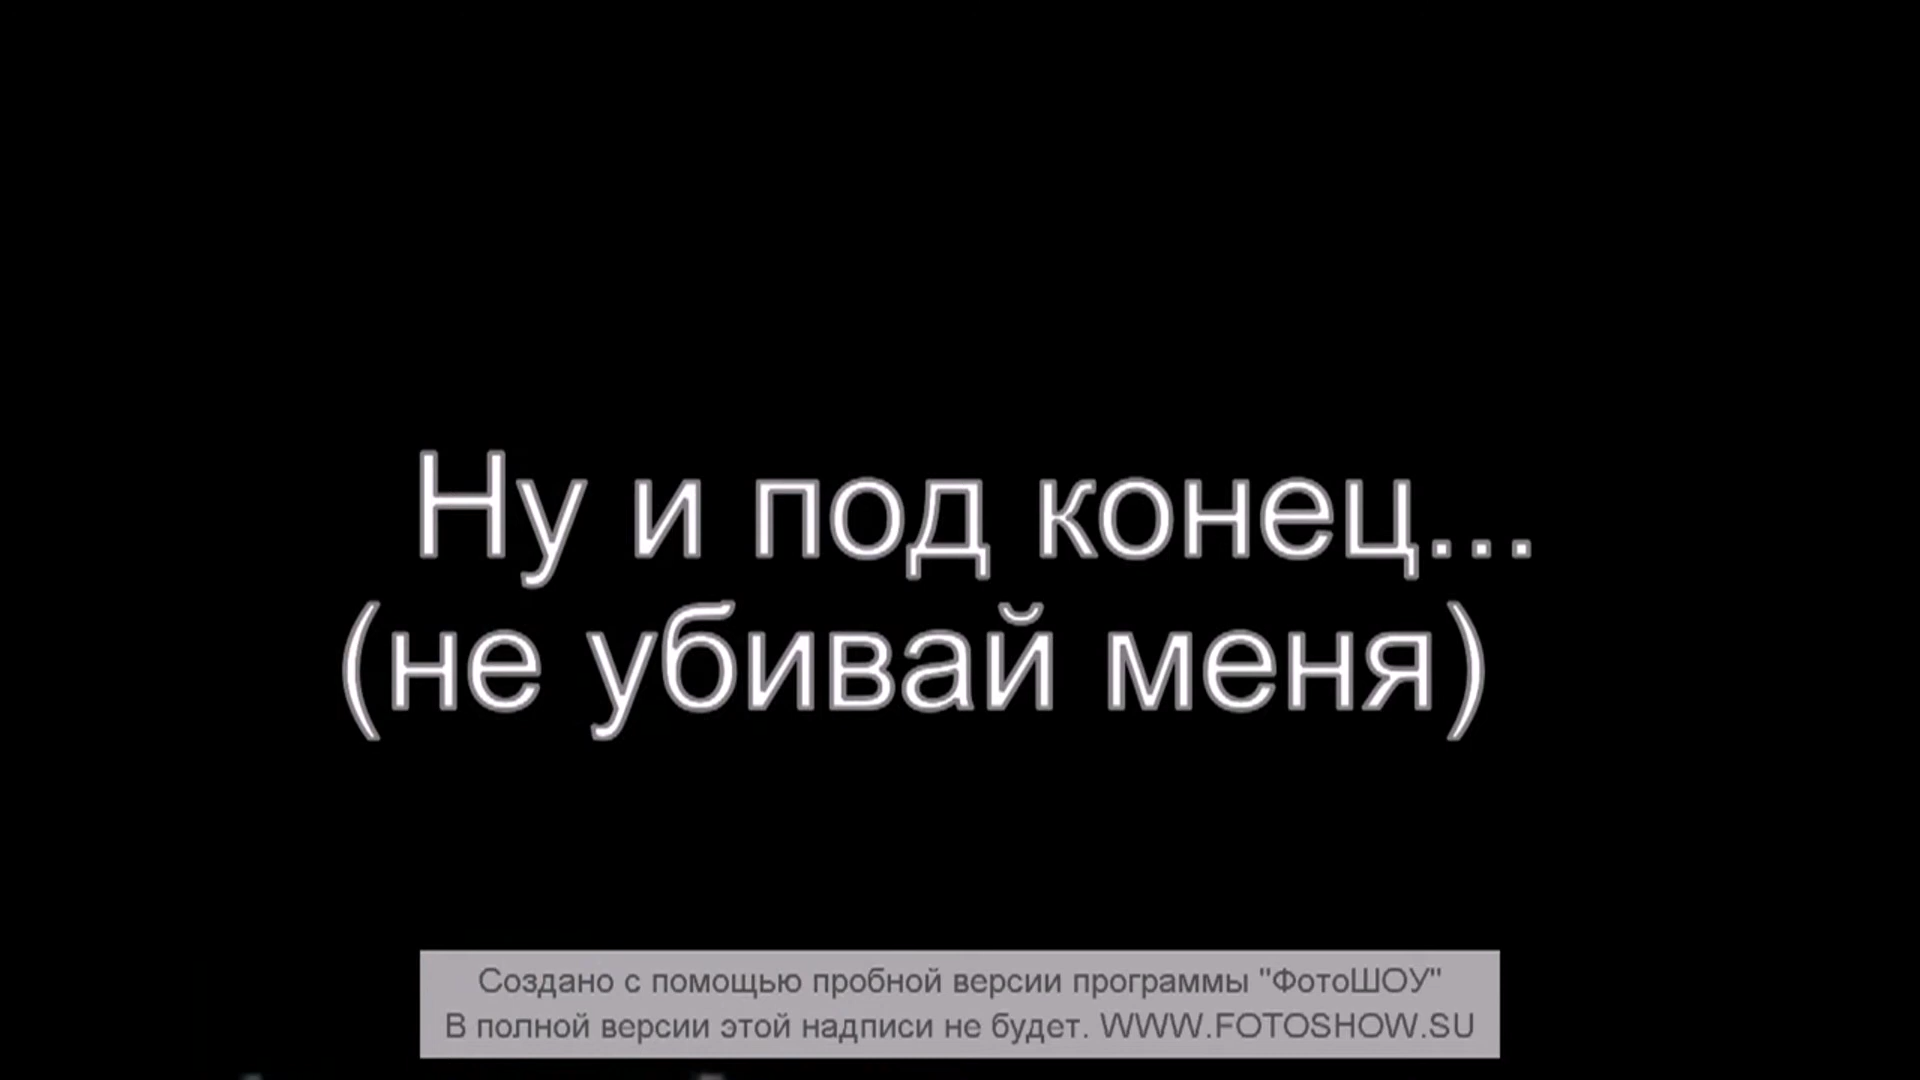 Ну и под конец...
(не убивай меня)
Создано с помощью пробной версии программы "ФотоШОУ"
В полной версии этой надписи не будет. WWW.FOTOSHOW.SU